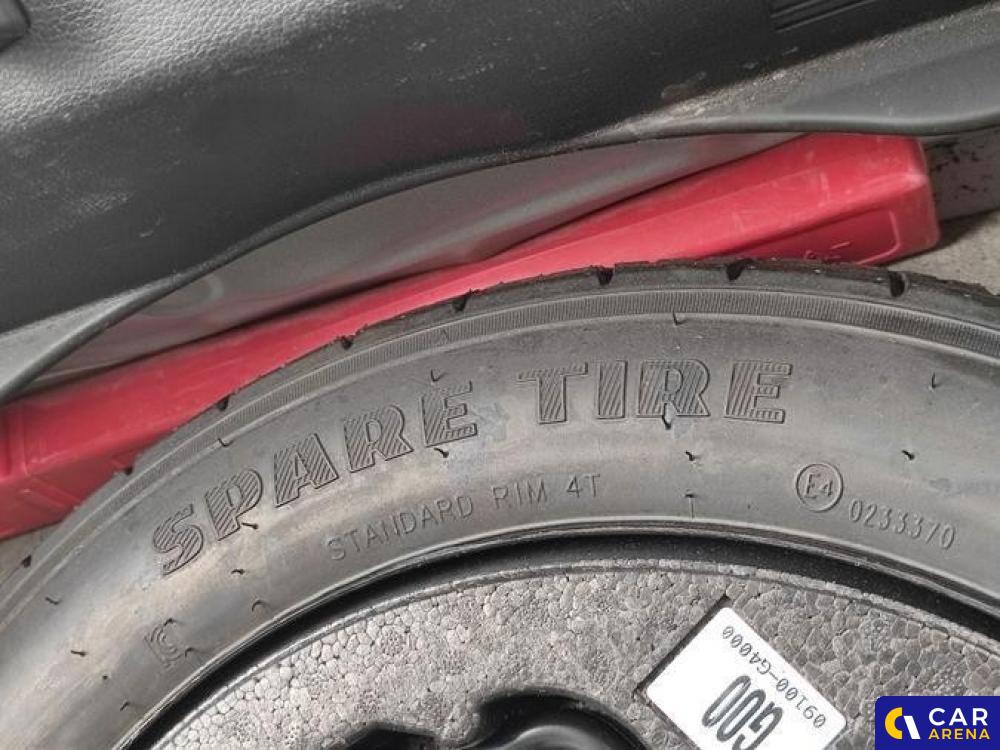 SPARE TIRE
STANDARD RIM 4T
E4
0233370
09100-G4000
G00
CAR
ARENA